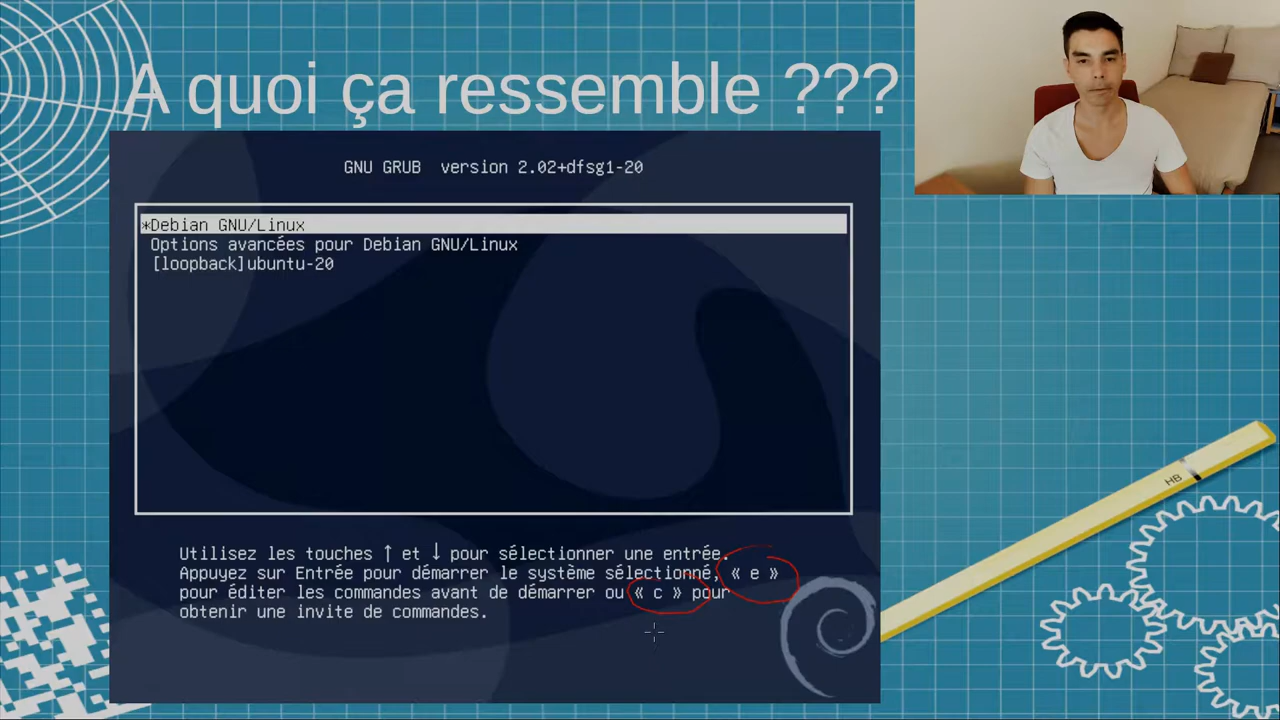 A quoi ça ressemble ???
GNU GRUB version 2.02+dfsg1-20
*Debian GNU/Linux
Options avancées pour Debian GNU/Linux
[loopback]ubuntu-20
Utilisez les touches ↑ et ↓ pour sélectionner une entrée.
Appuyez sur Entrée pour démarrer le système sélectionné, « e »
pour éditer les commandes avant de démarrer ou « c » pour
obtenir une invite de commandes.
HB